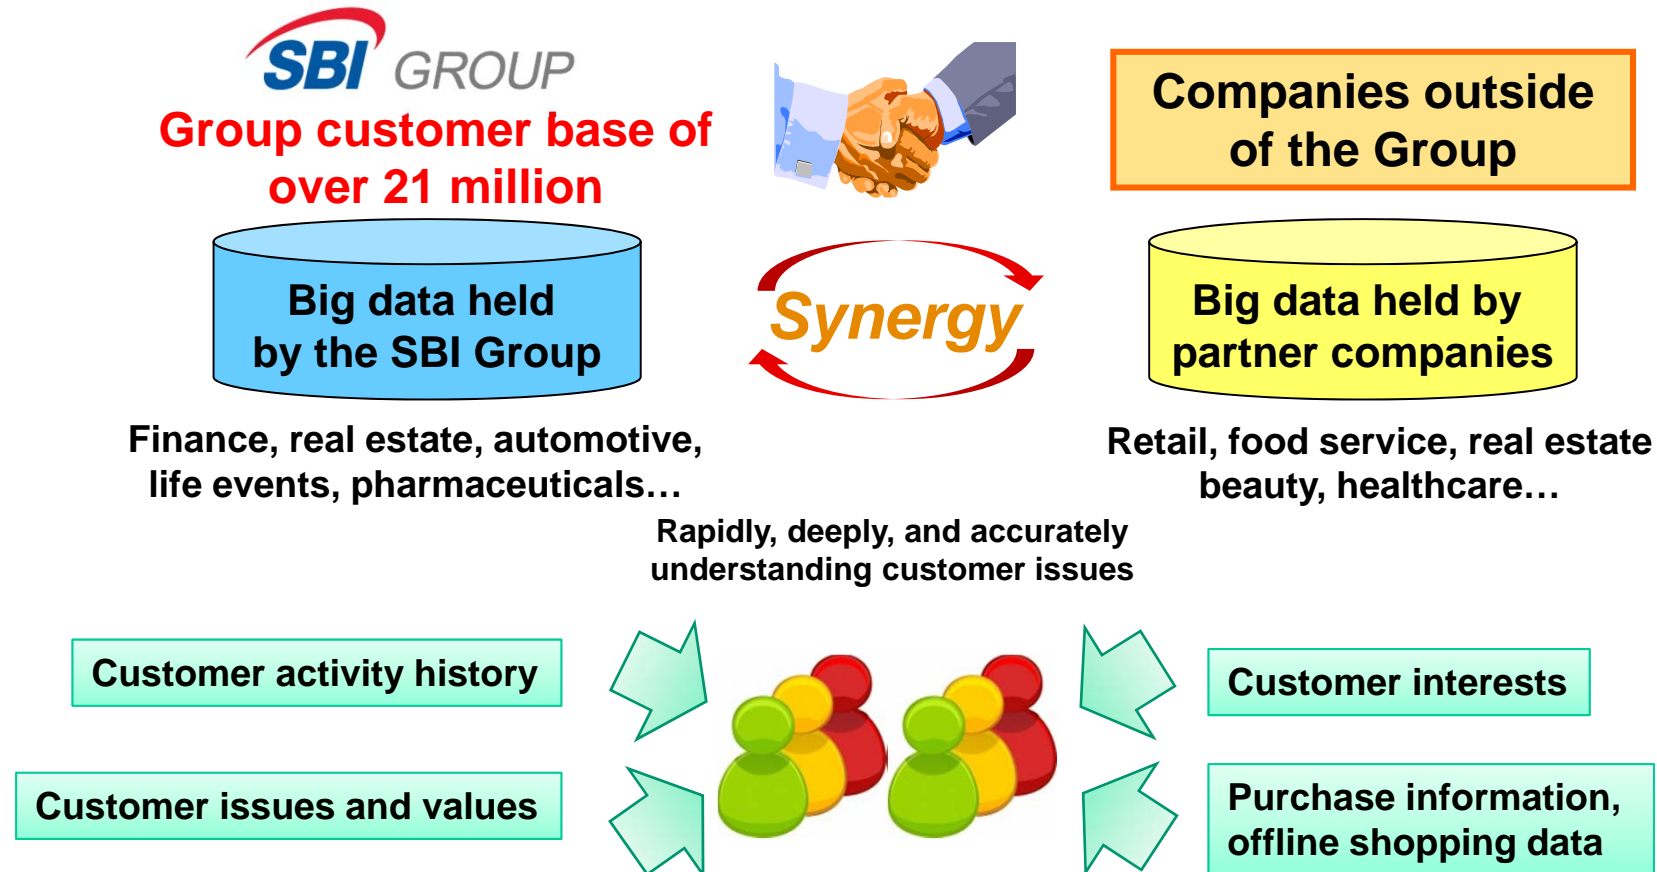 SBI GROUP
Group customer base of
over 21 million
Companies outside
of the Group
Big data held
by the SBI Group
Synergy
Big data held by
partner companies
Finance, real estate, automotive,
life events, pharmaceuticals…
Retail, food service, real estate
beauty, healthcare…
Rapidly, deeply, and accurately
understanding customer issues
Customer activity history
Customer interests
Customer issues and values
Purchase information,
offline shopping data